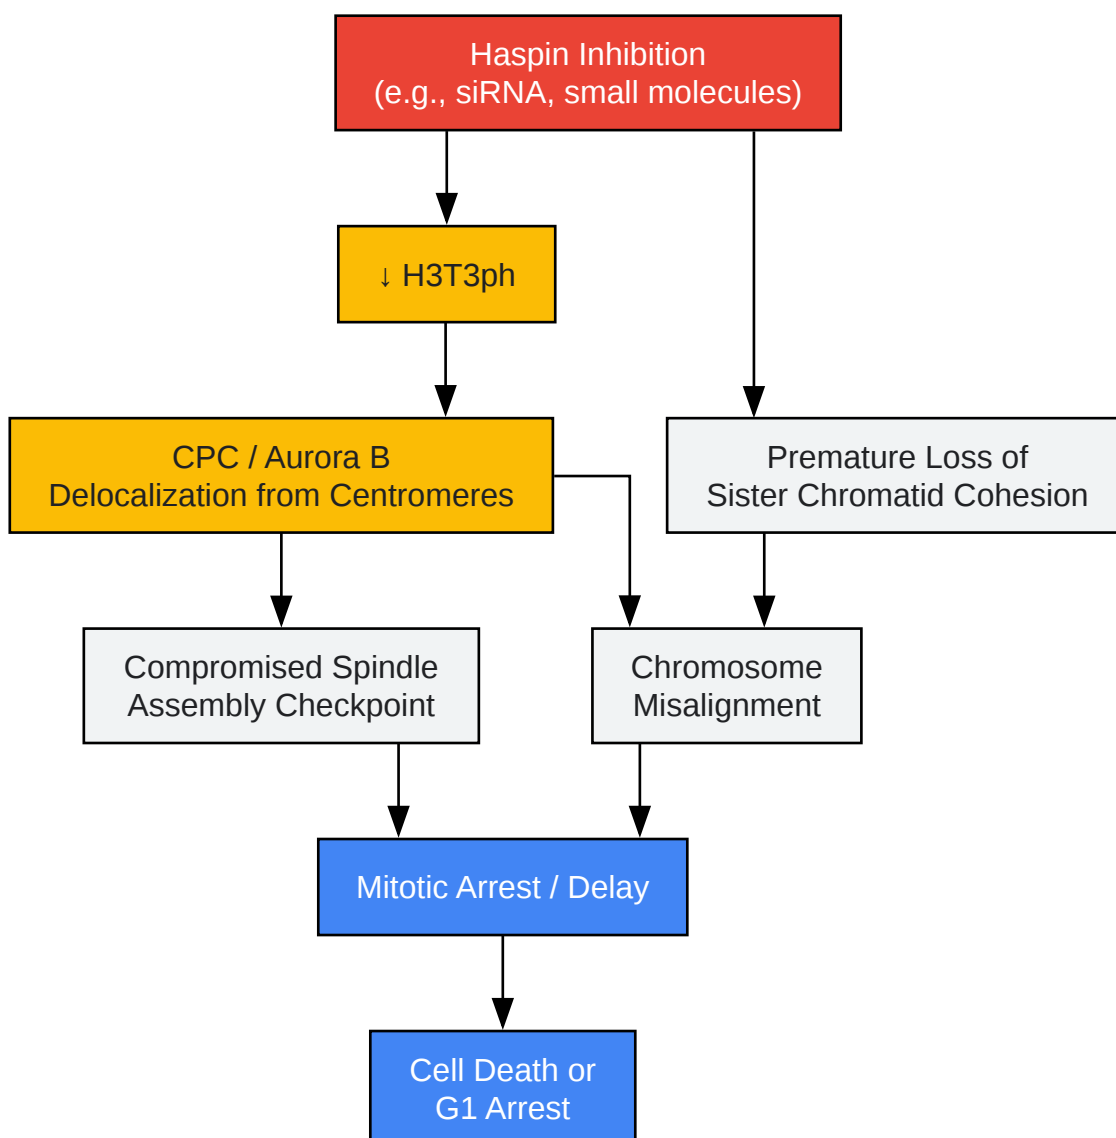 Haspin Inhibition
(e.g., siRNA, small molecules)
↓ H3T3ph
CPC / Aurora B
Delocalization from Centromeres
Premature Loss of
Sister Chromatid Cohesion
Compromised Spindle
Assembly Checkpoint
Chromosome
Misalignment
Mitotic Arrest / Delay
Cell Death or
G1 Arrest